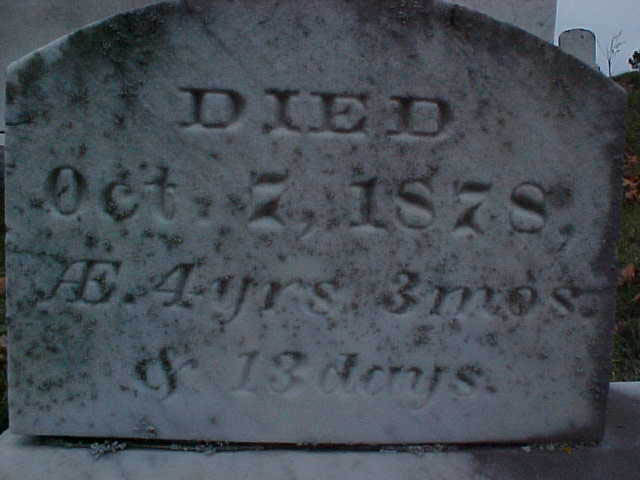 DIED
Oct. 7, 1878,
Æ. 4 yrs 3 mos.
& 13 days.